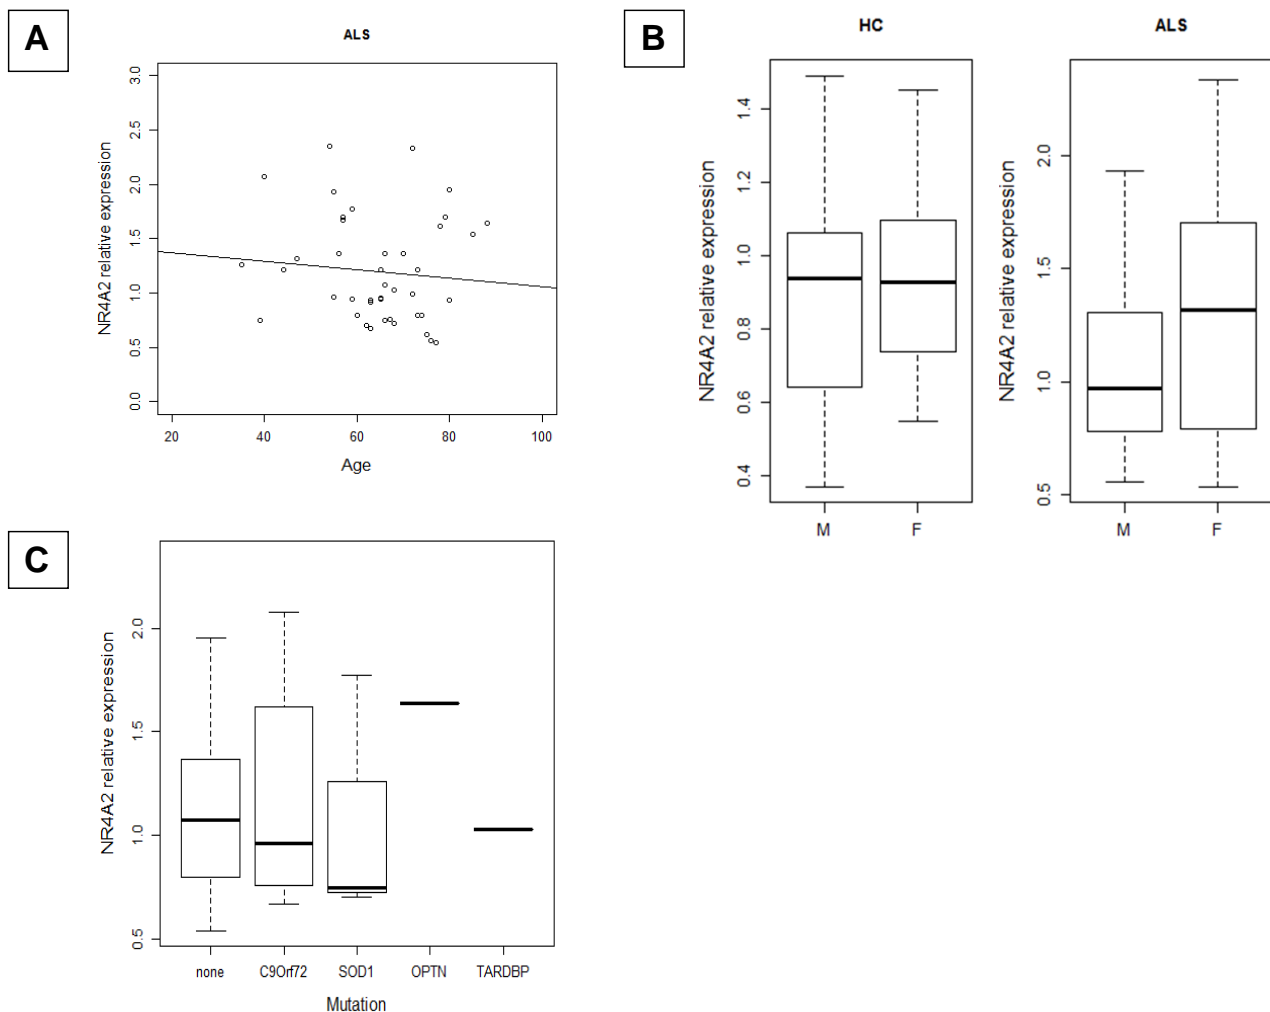 A
ALS
NR4A2 relative expression
3.0
2.5
2.0
1.5
1.0
0.5
0.0
20 40 60 80 100
Age
B
HC
NR4A2 relative expression
1.4
1.2
1.0
0.8
0.6
0.4
M F
ALS
NR4A2 relative expression
2.0
1.5
1.0
0.5
M F
C
NR4A2 relative expression
2.0
1.5
1.0
0.5
none C9Orf72 SOD1 OPTN TARDBP
Mutation